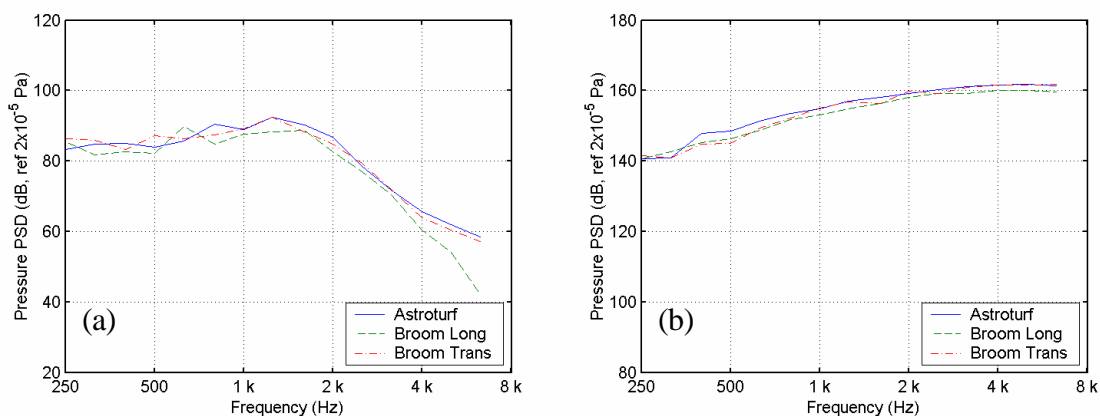 120
100
80
60
40
20
Pressure PSD (dB, ref 2x10⁻⁵ Pa)
(a)
Astroturf
Broom Long
Broom Trans
250 500 1 k 2 k 4 k 8 k
Frequency (Hz)
180
160
140
120
100
80
Pressure PSD (dB, ref 2x10⁻⁵ Pa)
(b)
Astroturf
Broom Long
Broom Trans
250 500 1 k 2 k 4 k 8 k
Frequency (Hz)